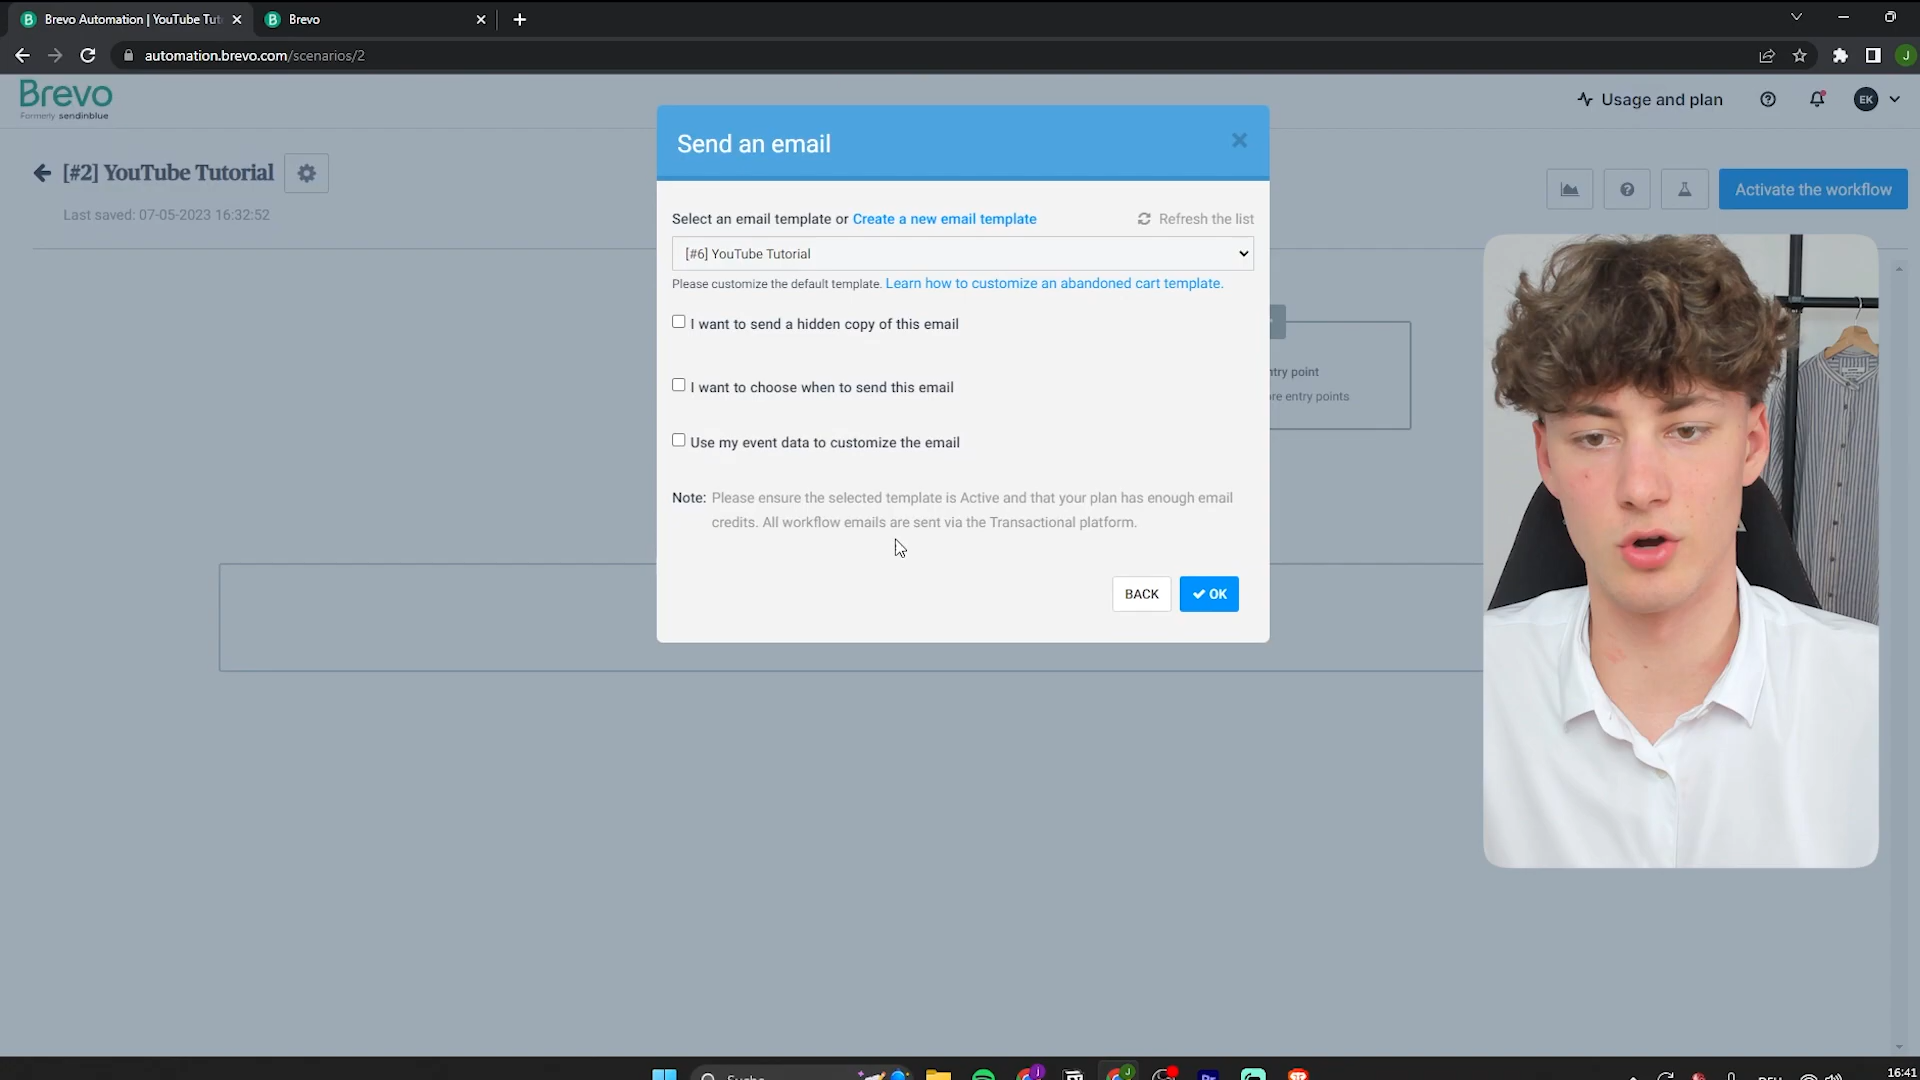 Brevo Automation | YouTube Tut
Brevo
automation.brevo.com/scenarios/2
J
Brevo
Formerly sendinblue
Usage and plan
EK
[#2] YouTube Tutorial
Last saved: 07-05-2023 16:32:52
Activate the workflow
Send an email
Select an email template or Create a new email template
Refresh the list
[#6] YouTube Tutorial
Please customize the default template. Learn how to customize an abandoned cart template.
I want to send a hidden copy of this email
ntry point
I want to choose when to send this email
ore entry points
Use my event data to customize the email
Note: Please ensure the selected template is Active and that your plan has enough email
credits. All workflow emails are sent via the Transactional platform.
BACK
OK
Suche
16:41